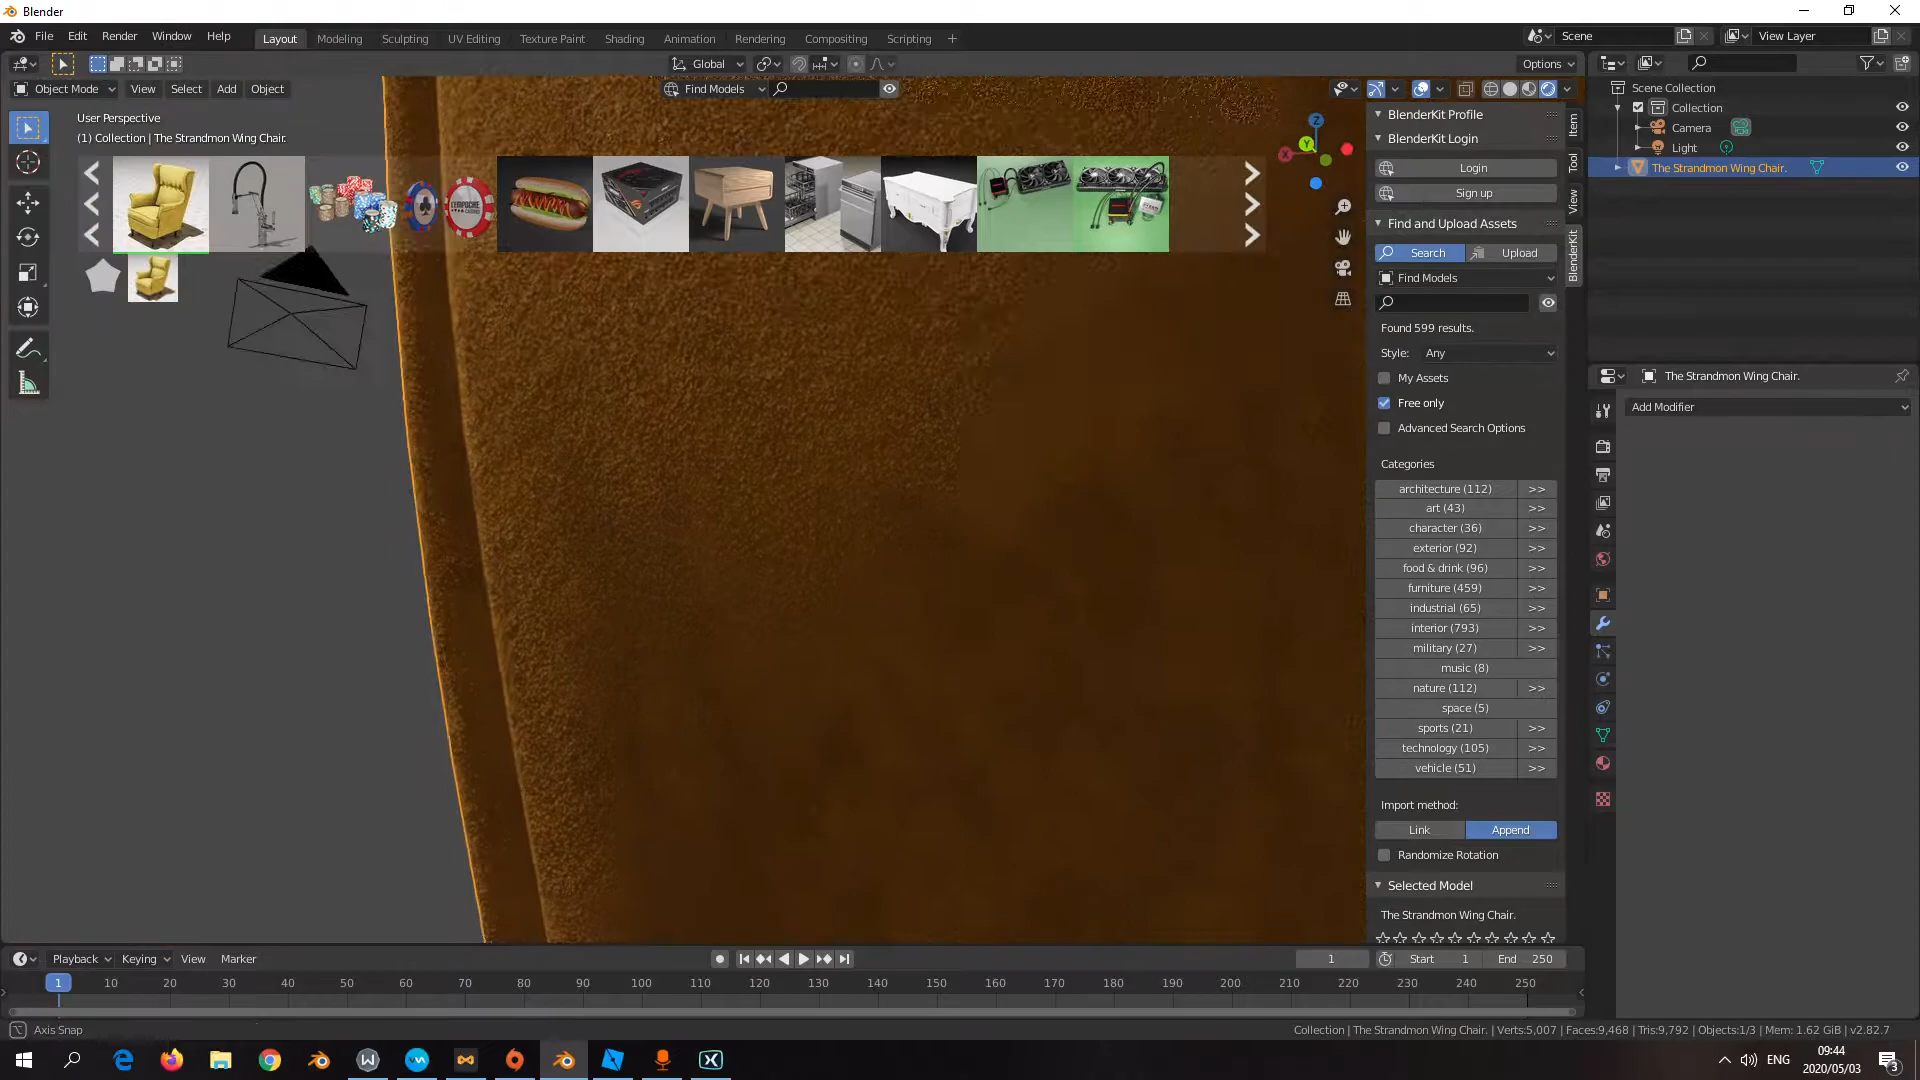 Blender
File Edit Render Window Help Layout Modeling Sculpting UV Editing Texture Paint Shading Animation Rendering Compositing Scripting Scene View Layer
Global Options
Object Mode View Select Add Object Find Models
User Perspective
(1) Collection | The Strandmon Wing Chair.
Scene Collection
Collection
Camera
Light
The Strandmon Wing Chair.
The Strandmon Wing Chair.
Add Modifier
BlenderKit Profile
BlenderKit Login
Login
Sign up
Find and Upload Assets
Search Upload
Find Models
Found 599 results.
Style: Any
My Assets
Free only
Advanced Search Options
Categories
architecture (112) >>
art (43) >>
character (36) >>
exterior (92) >>
food & drink (96) >>
furniture (459) >>
industrial (65) >>
interior (793) >>
military (27) >>
music (8)
nature (112) >>
space (5)
sports (21) >>
technology (105) >>
vehicle (51) >>
Import method:
Link Append
Randomize Rotation
Selected Model
The Strandmon Wing Chair.
Item
Tool
View
BlenderKit
X
Y
Z
Playback Keying View Marker 1 Start 1 End 250
1 10 20 30 40 50 60 70 80 90 100 110 120 130 140 150 160 170 180 190 200 210 220 230 240 250
Axis Snap Collection | The Strandmon Wing Chair. | Verts:5,007 | Faces:9,468 | Tris:9,792 | Objects:1/3 | Mem: 1.62 GiB | v2.82.7
ENG
09:44
2020/05/03
3